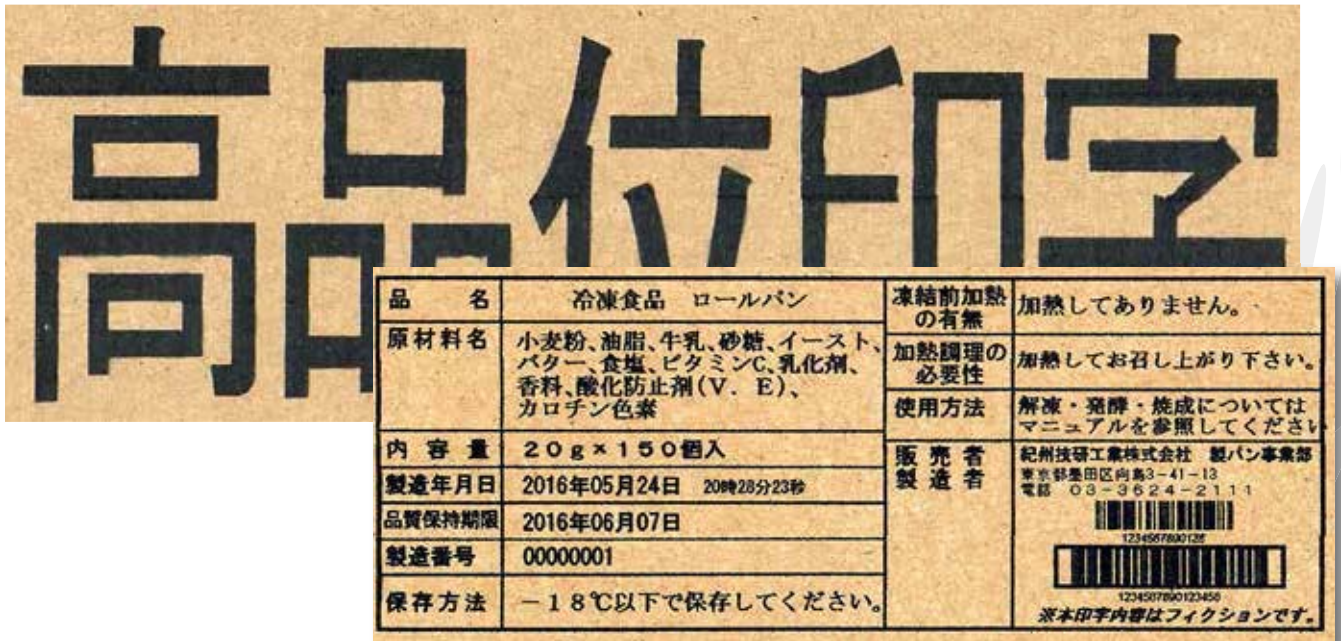 高品位印字
品 名
冷凍食品 ロールパン
原材料名
小麦粉、油脂、牛乳、砂糖、イースト、
バター、食塩、ビタミンC、乳化剤、
香料、酸化防止剤(V．E)、
カロチン色素
内容量
20g×150個入
製造年月日
2016年05月24日 20時28分23秒
品質保持期限
2016年06月07日
製造番号
00000001
保存方法
－18℃以下で保存してください。
凍結前加熱
の有無
加熱してありません。
加熱調理の
必要性
加熱してお召し上がり下さい。
使用方法
解凍・発酵・焼成については
マニュアルを参照してください
販売者
製造者
紀州技研工業株式会社 製パン事業部
東京都墨田区向島3-41-13
電話 03-3624-2111
1234567890128
1234567890123456
※本印字内容はフィクションです。